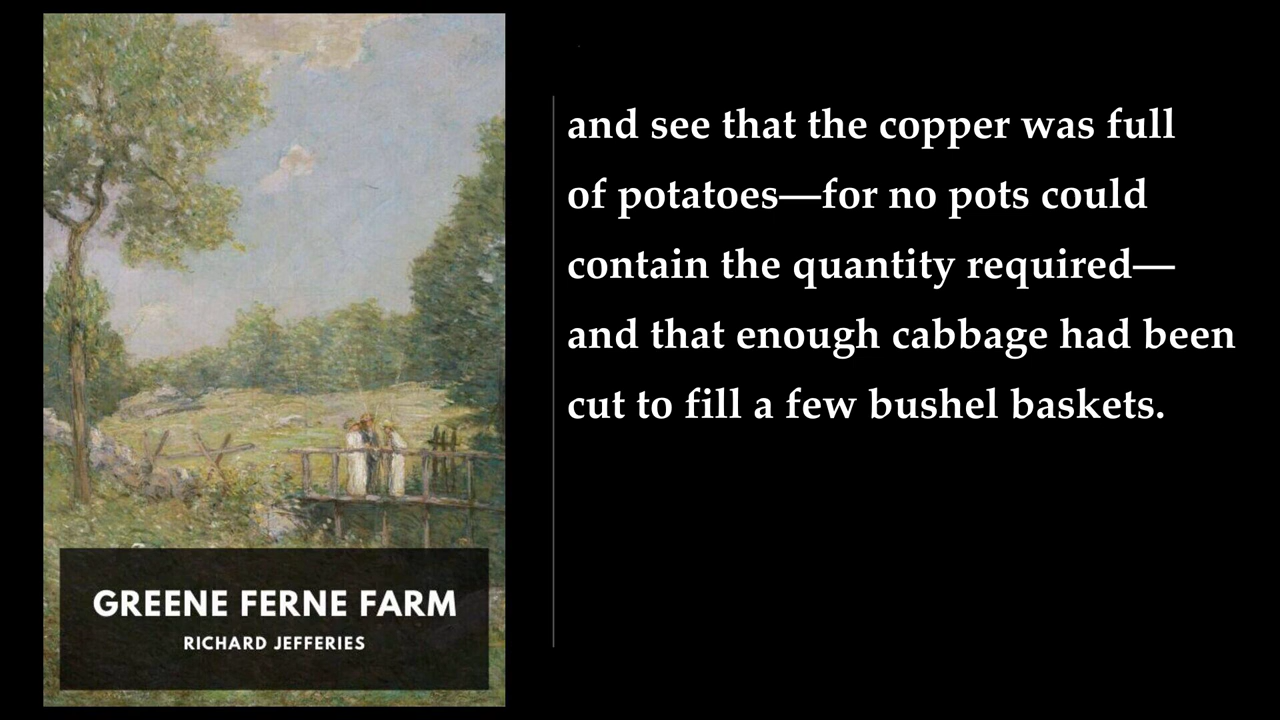 GREENE FERNE FARM
RICHARD JEFFERIES
and see that the copper was full
of potatoes—for no pots could
contain the quantity required—
and that enough cabbage had been
cut to fill a few bushel baskets.